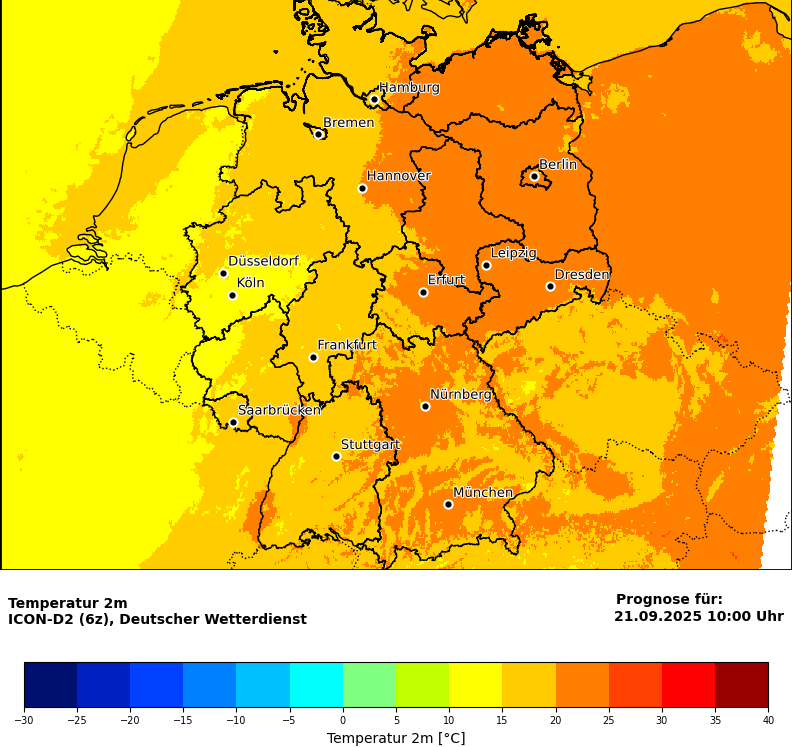 Hamburg
Bremen
Berlin
Hannover
Leipzig
Düsseldorf
Dresden
Köln
Erfurt
Frankfurt
Nürnberg
Saarbrücken
Stuttgart
München
Temperatur 2m
ICON-D2 (6z), Deutscher Wetterdienst
Prognose für:
21.09.2025 10:00 Uhr
−30 −25 −20 −15 −10 −5 0 5 10 15 20 25 30 35 40
Temperatur 2m [°C]